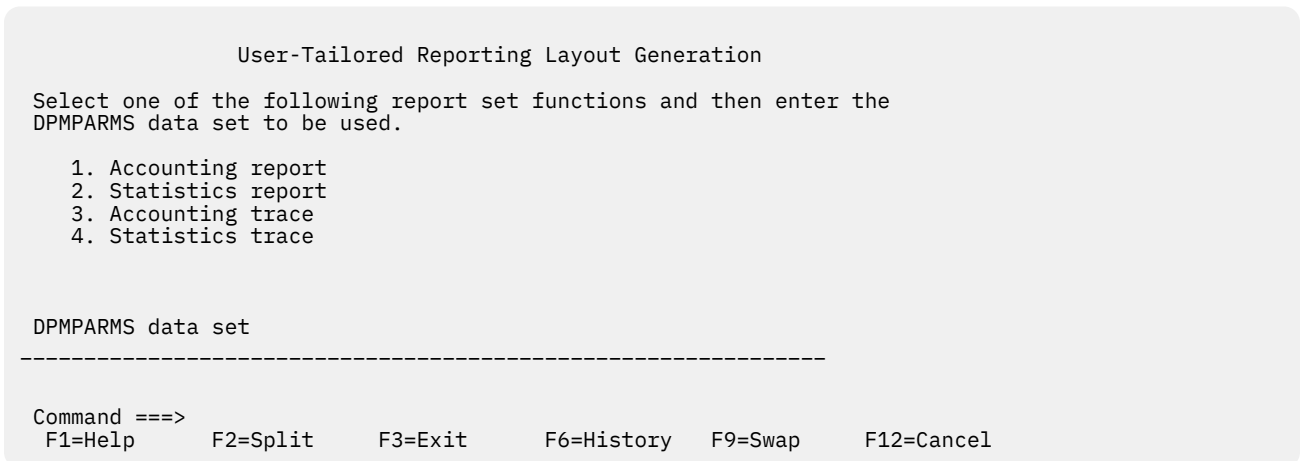 User-Tailored Reporting Layout Generation
Select one of the following report set functions and then enter the
DPMPARMS data set to be used.
1. Accounting report
2. Statistics report
3. Accounting trace
4. Statistics trace
DPMPARMS data set
_______________________________________________________________
Command ===>
F1=Help F2=Split F3=Exit F6=History F9=Swap F12=Cancel